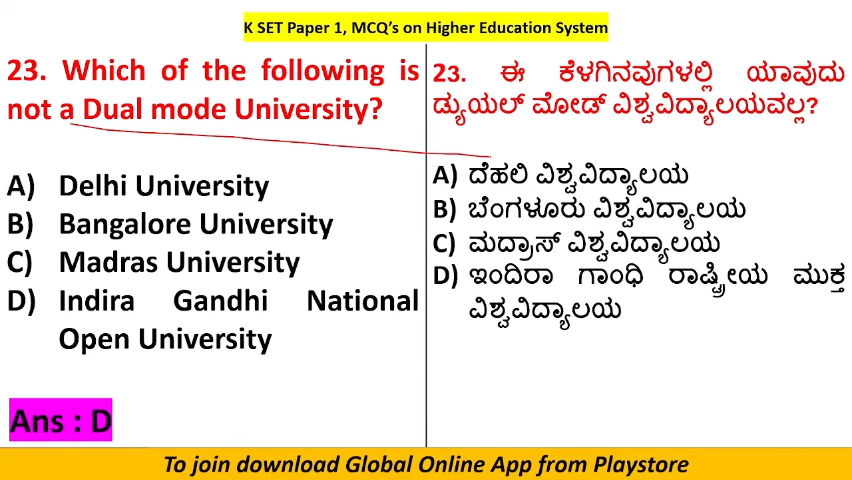 K SET Paper 1, MCQ's on Higher Education System
23. Which of the following is
not a Dual mode University?
A) Delhi University
B) Bangalore University
C) Madras University
D) Indira Gandhi National
Open University
Ans : D
23. ಈ ಕೆಳಗಿನವುಗಳಲ್ಲಿ ಯಾವುದು
ಡ್ಯುಯಲ್ ಮೋಡ್ ವಿಶ್ವವಿದ್ಯಾಲಯವಲ್ಲ?
A) ದೆಹಲಿ ವಿಶ್ವವಿದ್ಯಾಲಯ
B) ಬೆಂಗಳೂರು ವಿಶ್ವವಿದ್ಯಾಲಯ
C) ಮದ್ರಾಸ್ ವಿಶ್ವವಿದ್ಯಾಲಯ
D) ಇಂದಿರಾ ಗಾಂಧಿ ರಾಷ್ಟ್ರೀಯ ಮುಕ್ತ
ವಿಶ್ವವಿದ್ಯಾಲಯ
To join download Global Online App from Playstore